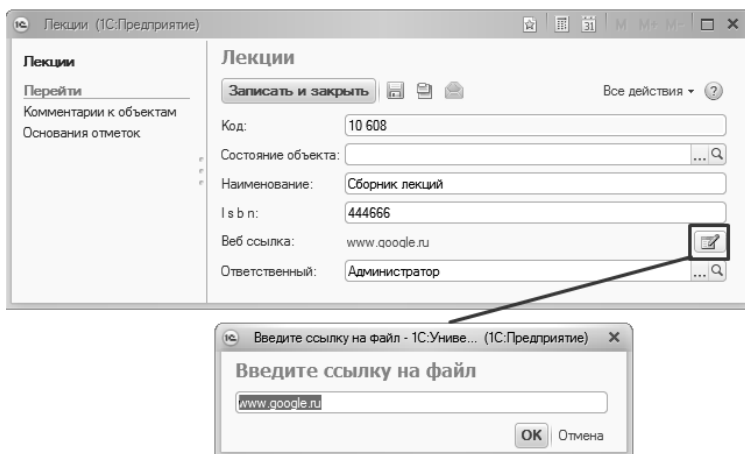 Лекции (1С:Предприятие)
31 M M+ M-
Лекции
Перейти
Комментарии к объектам
Основания отметок
Лекции
Записать и закрыть
Все действия
?
Код: 10 608
Состояние объекта: ...
Наименование: Сборник лекций
I s b n: 444666
Веб ссылка: www.google.ru
Ответственный: Администратор ...
Введите ссылку на файл - 1С:Униве... (1С:Предприятие)
Введите ссылку на файл
www.google.ru
ОК Отмена